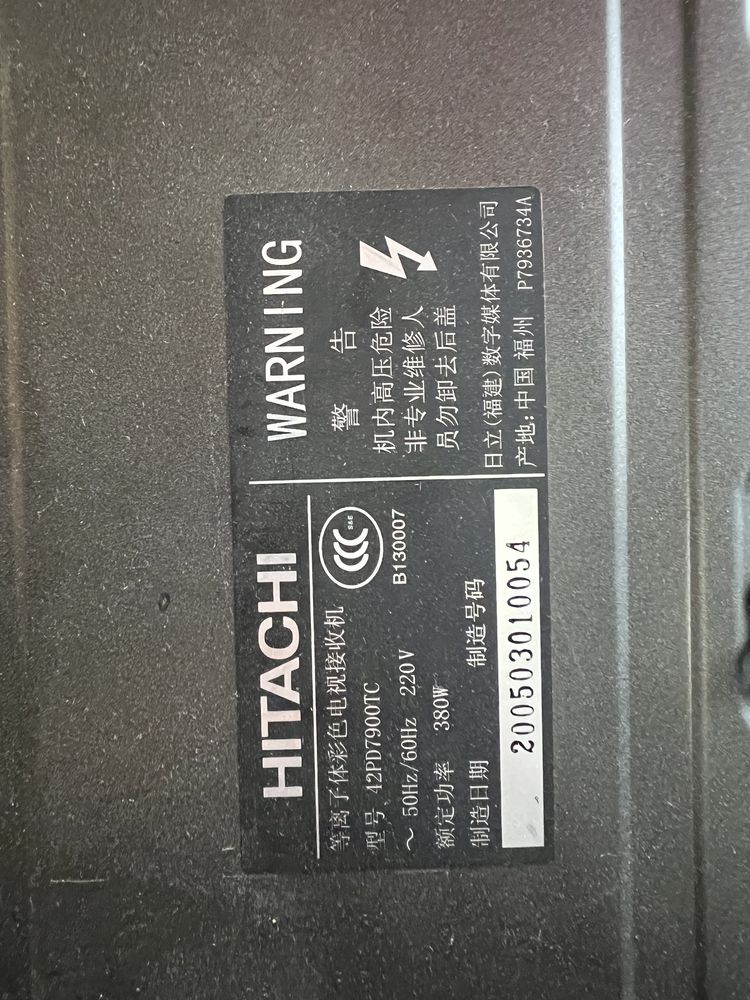 HITACHI
等离子体彩色电视接收机
型号、42PD7900TC
～50Hz/60Hz 220V
额定功率 380W
制造日期 制造号码
200503010054
CCC
S&E
B130007
WARNING
警告
机内高压危险
非专业维修人
员勿卸去后盖
日立(福建)数字媒体有限公司
产地:中国 福州 P7936734A